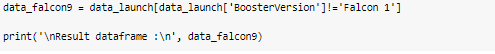 data_falcon9 = data_launch[data_launch['BoosterVersion']!='Falcon 1']
print('\nResult dataframe :\n', data_falcon9)